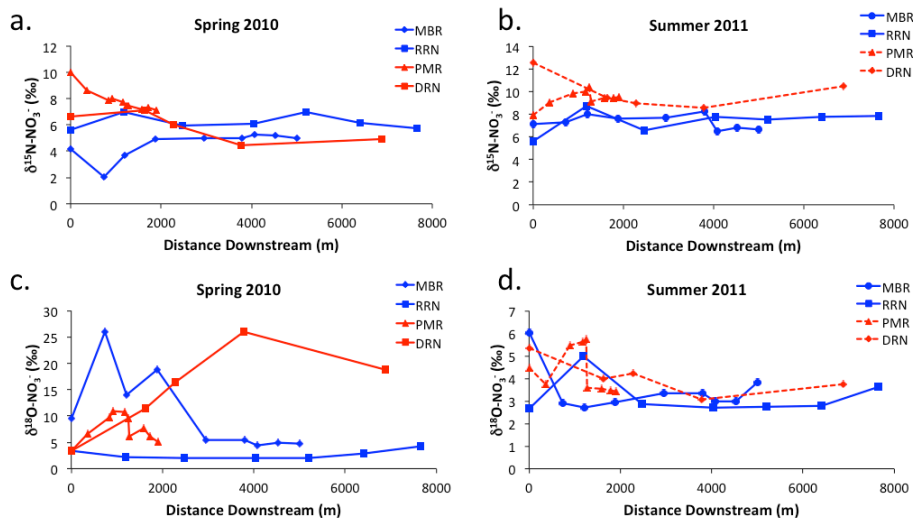 a.
Spring 2010
MBR
RRN
PMR
DRN
12
10
8
6
4
2
0
δ¹⁵N-NO₃⁻ (‰)
0
2000
4000
6000
8000
Distance Downstream (m)
b.
Summer 2011
MBR
RRN
PMR
DRN
14
12
10
8
6
4
2
0
δ¹⁵N-NO₃⁻ (‰)
0
2000
4000
6000
8000
Distance Downstream (m)
c.
Spring 2010
MBR
RRN
PMR
DRN
30
25
20
15
10
5
0
δ¹⁸O-NO₃⁻ (‰)
0
2000
4000
6000
8000
Distance Downstream (m)
d.
Summer 2011
MBR
RRN
PMR
DRN
7
6
5
4
3
2
1
0
δ¹⁸O-NO₃⁻ (‰)
0
2000
4000
6000
8000
Distance Downstream (m)